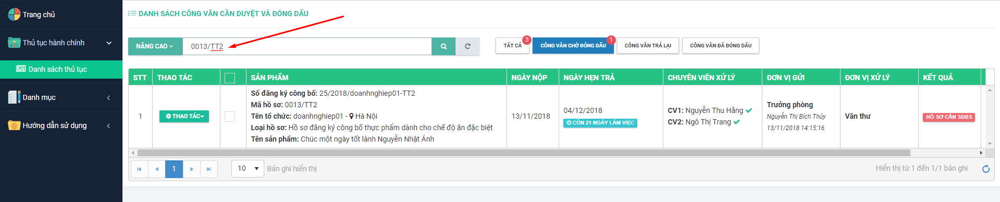 Trang chủ
Thủ tục hành chính
Danh sách thủ tục
Danh mục
Hướng dẫn sử dụng
DANH SÁCH CÔNG VĂN CẦN DUYỆT VÀ ĐÓNG DẤU
NÂNG CAO
0013/TT2
TẤT CẢ
3
CÔNG VĂN CHỜ ĐÓNG DẤU
1
CÔNG VĂN TRẢ LẠI
CÔNG VĂN ĐÃ ĐÓNG DẤU
STT THAO TÁC SẢN PHẨM NGÀY NỘP NGÀY HẸN TRẢ CHUYÊN VIÊN XỬ LÝ ĐƠN VỊ GỬI ĐƠN VỊ XỬ LÝ KẾT QUẢ
1
THAO TÁC
Số đăng ký công bố: 25/2018/doanhnghiep01-TT2
Mã hồ sơ: 0013/TT2
Tên tổ chức: doanhnghiep01 - Hà Nội
Loại hồ sơ: Hồ sơ đăng ký công bố thực phẩm dành cho chế độ ăn đặc biệt
Tên sản phẩm: Chúc một ngày tốt lành Nguyễn Nhật Ánh
13/11/2018
04/12/2018
CÒN 21 NGÀY LÀM VIỆC
CV1: Nguyễn Thu Hằng
CV2: Ngô Thị Trang
Trưởng phòng
Nguyễn Thị Bích Thủy
13/11/2018 14:15:16
Văn thư
HỒ SƠ CẦN SĐBS
1
10
Bản ghi hiển thị
Hiển thị từ 1 đến 1/1 bản ghi